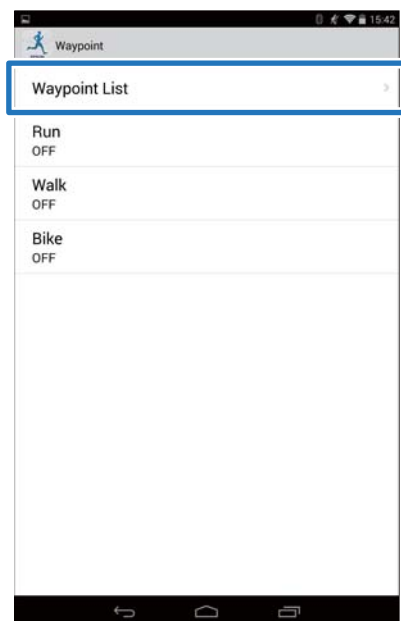 15:42
Waypoint
Waypoint List
Run
OFF
Walk
OFF
Bike
OFF